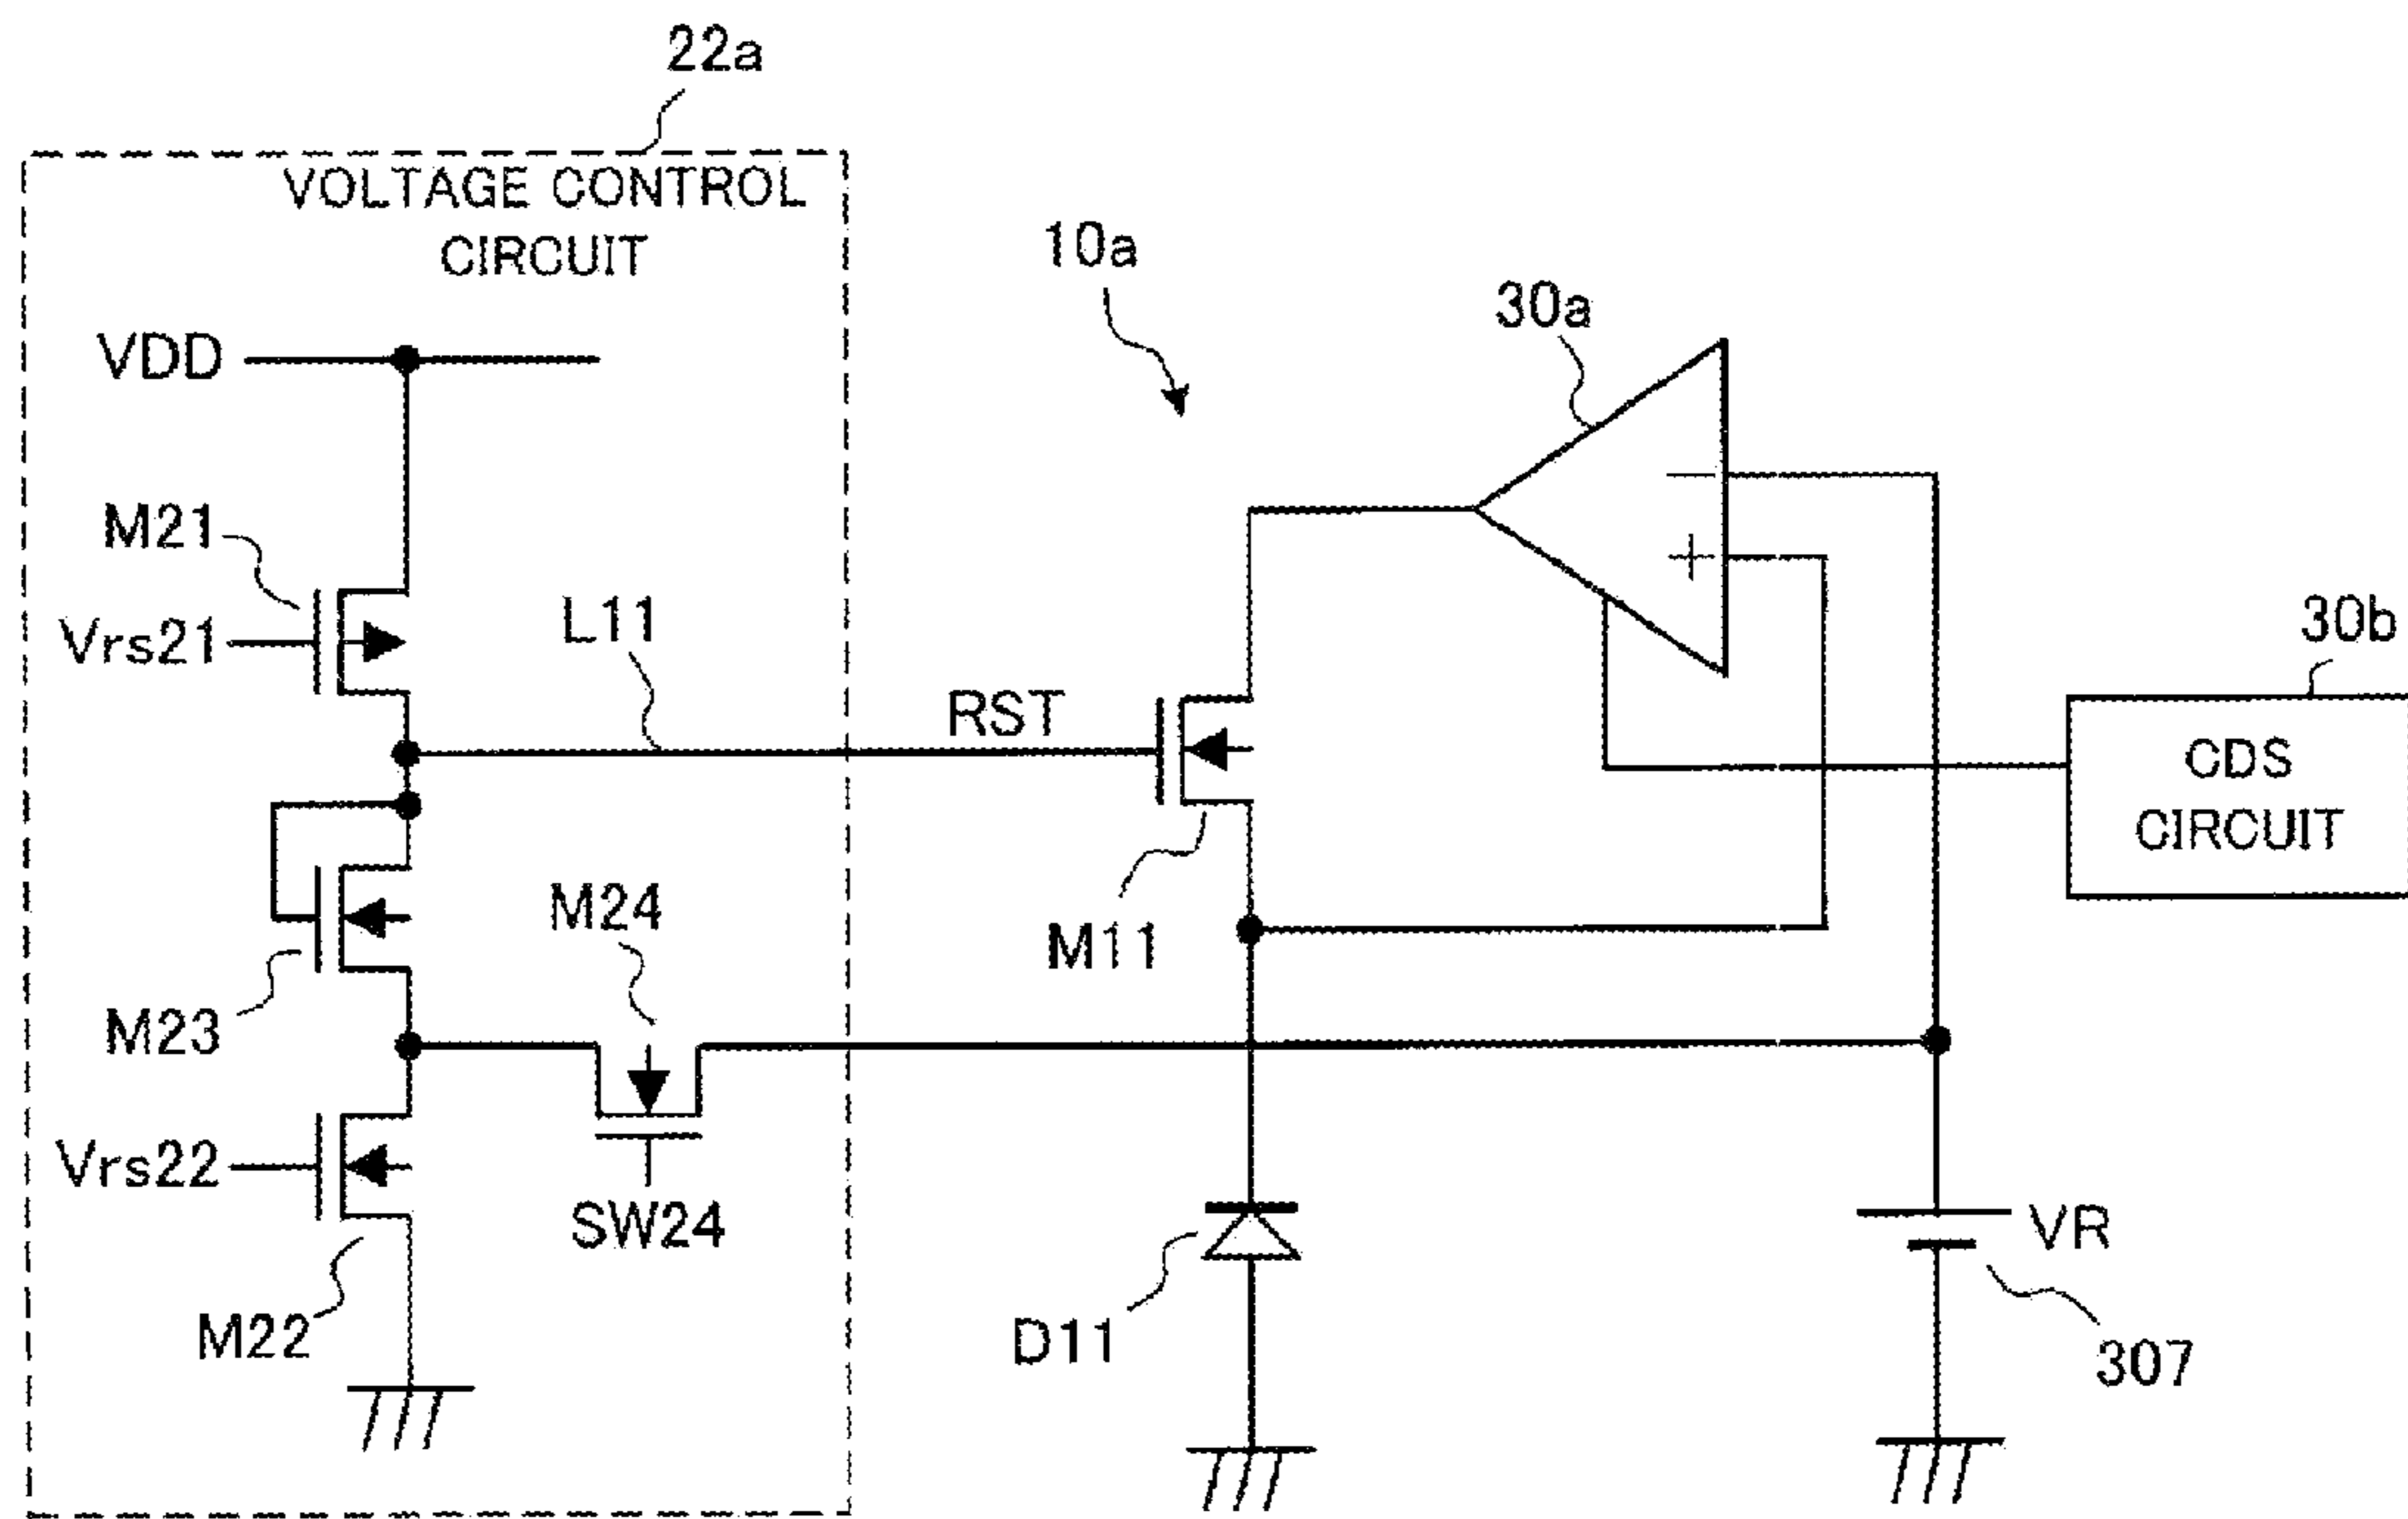 22a
VOLTAGE CONTROL
CIRCUIT
10a
30a
VDD
M21
Vrs21
L11
RST
30b
CDS
CIRCUIT
M24
M11
M23
Vrs22
SW24
VR
M22
D11
307
− 
+